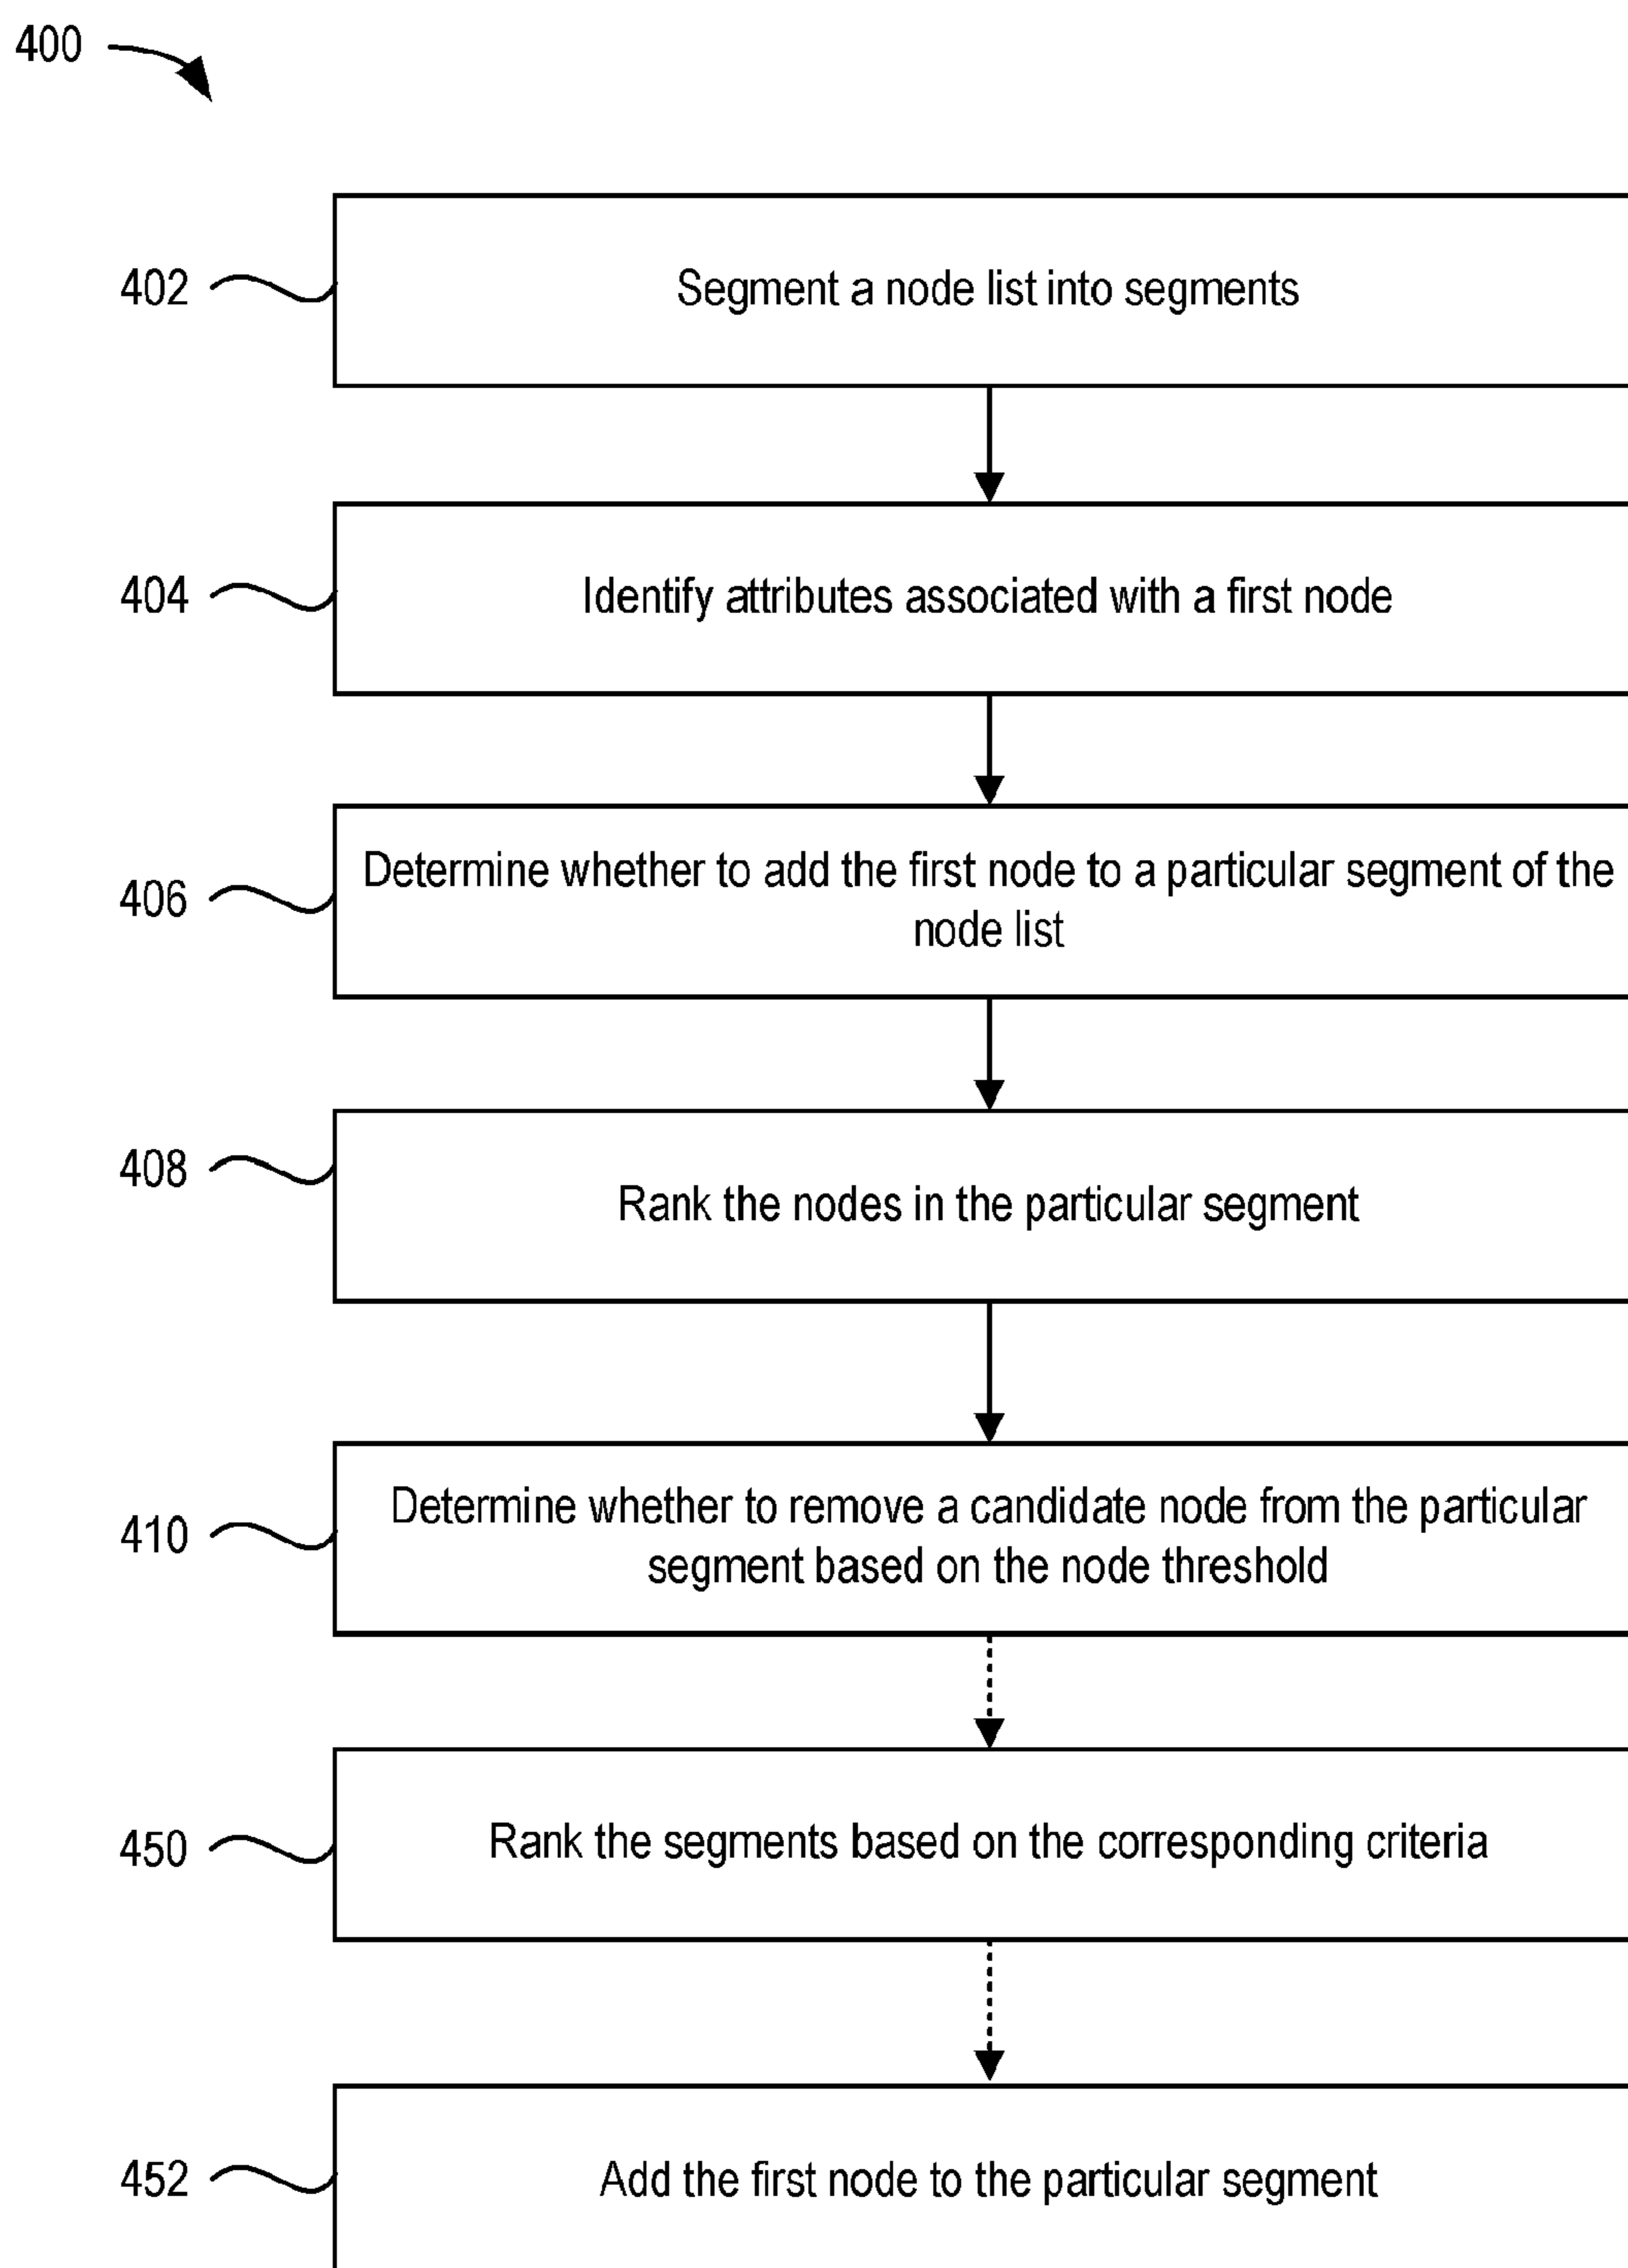 400
402
Segment a node list into segments
404
Identify attributes associated with a first node
406
Determine whether to add the first node to a particular segment of the
node list
408
Rank the nodes in the particular segment
410
Determine whether to remove a candidate node from the particular
segment based on the node threshold
450
Rank the segments based on the corresponding criteria
452
Add the first node to the particular segment